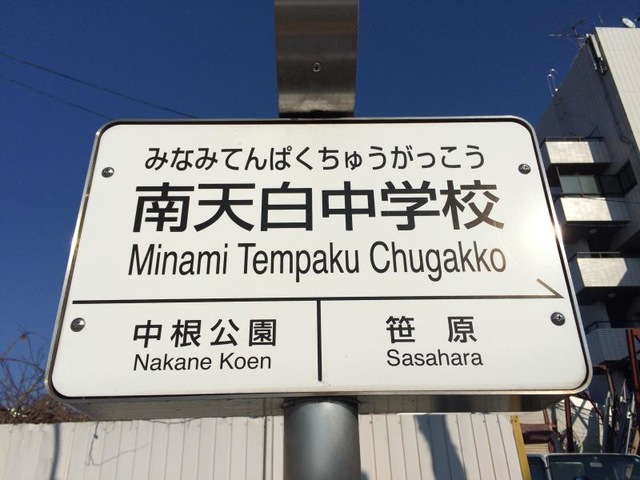 みなみてんぱくちゅうがっこう
南天白中学校
Minami Tempaku Chugakko
中根公園
Nakane Koen
笹原
Sasahara